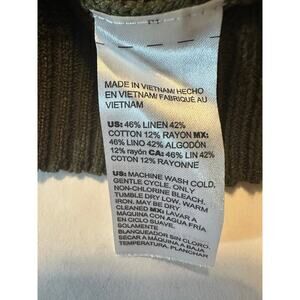 MADE IN VIETNAM/ HECHO
EN VIETNAM/ FABRIQUÉ AU
VIETNAM
US: 46% LINEN 42%
COTTON 12% RAYON MX:
46% LINO 42% ALGODÓN
12% rayón CA: 46% LIN 42%
COTON 12% RAYONNE
US: MACHINE WASH COLD,
GENTLE CYCLE. ONLY
NON-CHLORINE BLEACH.
TUMBLE DRY LOW. WARM
IRON. MAY BE DRY
CLEANED MX: LAVAR A
MÁQUINA CON AGUA FRÍA
EN CICLO SUAVE.
SOLAMENTE
BLANQUEADOR SIN CLORO.
SECAR A MÁQUINA A BAJA
TEMPERATURA. PLANCHAR